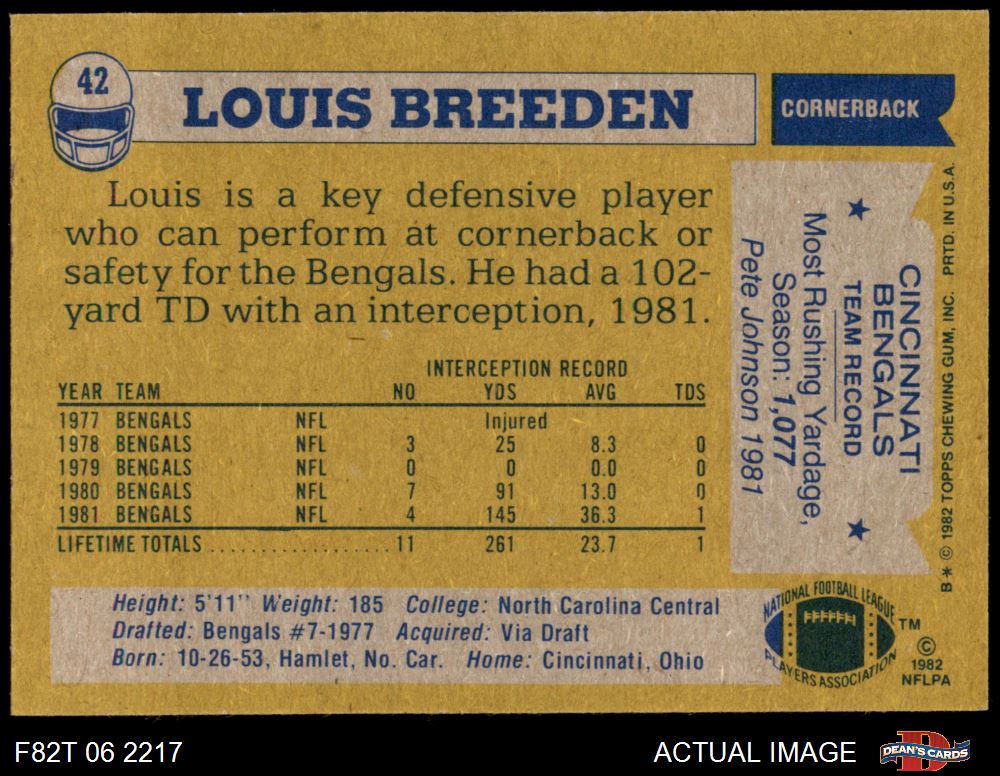 42
LOUIS BREEDEN
CORNERBACK
Louis is a key defensive player
who can perform at cornerback or
safety for the Bengals. He had a 102-
yard TD with an interception, 1981.
INTERCEPTION RECORD
YEAR TEAM NO YDS AVG TDS
1977 BENGALS NFL Injured
1978 BENGALS NFL 3 25 8.3 0
1979 BENGALS NFL 0 0 0.0 0
1980 BENGALS NFL 7 91 13.0 0
1981 BENGALS NFL 4 145 36.3 1
LIFETIME TOTALS .................. 11 261 23.7 1
CINCINNATI
BENGALS
TEAM RECORD
Most Rushing Yardage,
Season: 1,077
Pete Johnson 1981
B * © 1982 TOPPS CHEWING GUM, INC. PRTD. IN U.S.A.
Height: 5'11" Weight: 185 College: North Carolina Central
Drafted: Bengals #7-1977 Acquired: Via Draft
Born: 10-26-53, Hamlet, No. Car. Home: Cincinnati, Ohio
NATIONAL FOOTBALL LEAGUE
PLAYERS ASSOCIATION
TM
©
1982
NFLPA
F82T 06 2217
ACTUAL IMAGE
D
DEAN'S CARDS